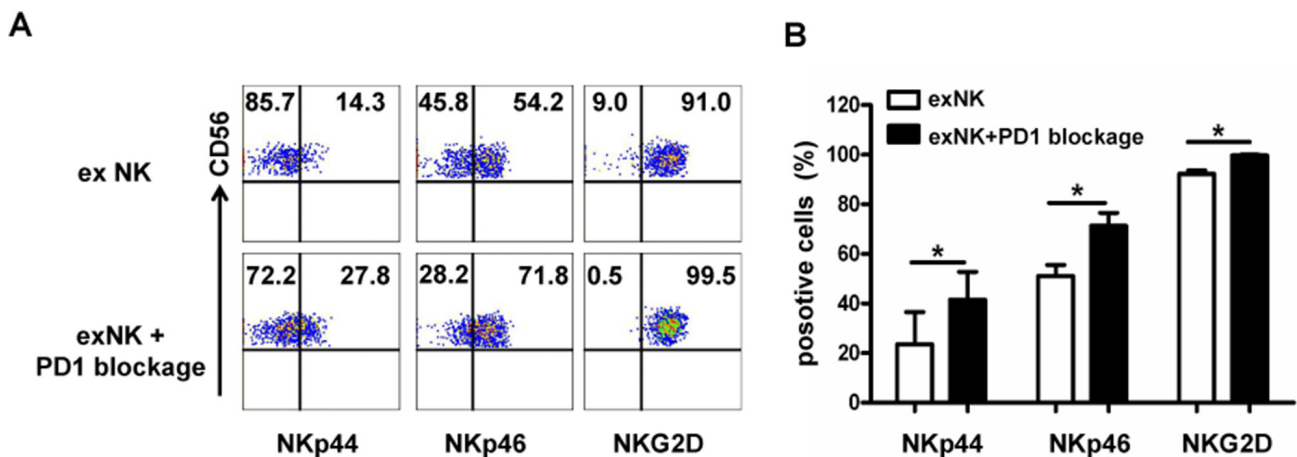 A
CD56
ex NK
85.7 14.3
45.8 54.2
9.0 91.0
exNK +
PD1 blockage
72.2 27.8
28.2 71.8
0.5 99.5
NKp44 NKp46 NKG2D
B
posotive cells (%)
120
100
80
60
40
20
0
exNK
exNK+PD1 blockage
*
*
*
NKp44 NKp46 NKG2D